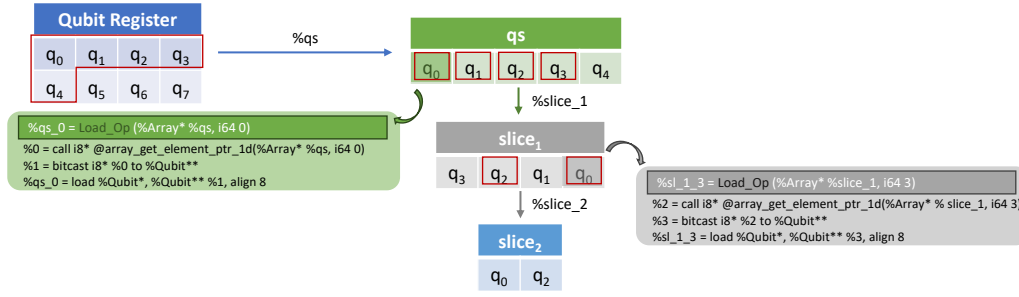 Qubit Register
q0 q1 q2 q3
q4 q5 q6 q7
%qs
qs
q0 q1 q2 q3 q4
%slice_1
%qs_0 = Load_Op (%Array* %qs, i64 0)
%0 = call i8* @array_get_element_ptr_1d(%Array* %qs, i64 0)
%1 = bitcast i8* %0 to %Qubit**
%qs_0 = load %Qubit*, %Qubit** %1, align 8
slice1
q3 q2 q1 q0
%slice_2
%sl_1_3 = Load_Op (%Array* %slice_1, i64 3)
%2 = call i8* @array_get_element_ptr_1d(%Array* % slice_1, i64 3)
%3 = bitcast i8* %2 to %Qubit**
%sl_1_3 = load %Qubit*, %Qubit** %3, align 8
slice2
q0 q2